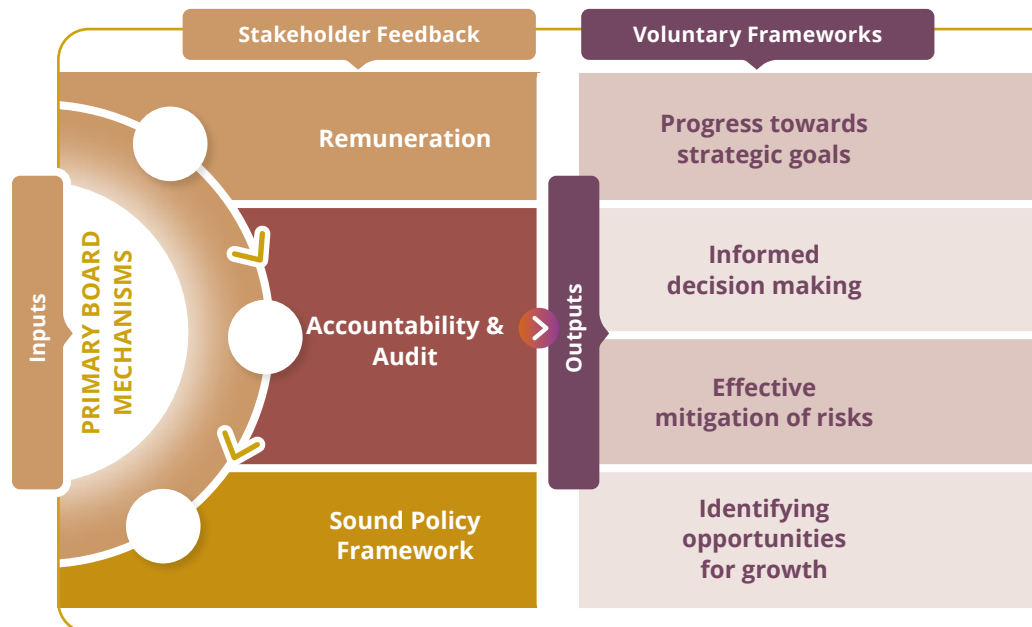 Stakeholder Feedback
Voluntary Frameworks
Inputs
PRIMARY BOARD
MECHANISMS
Remuneration
Accountability &
Audit
Sound Policy
Framework
Outputs
Progress towards
strategic goals
Informed
decision making
Effective
mitigation of risks
Identifying
opportunities
for growth